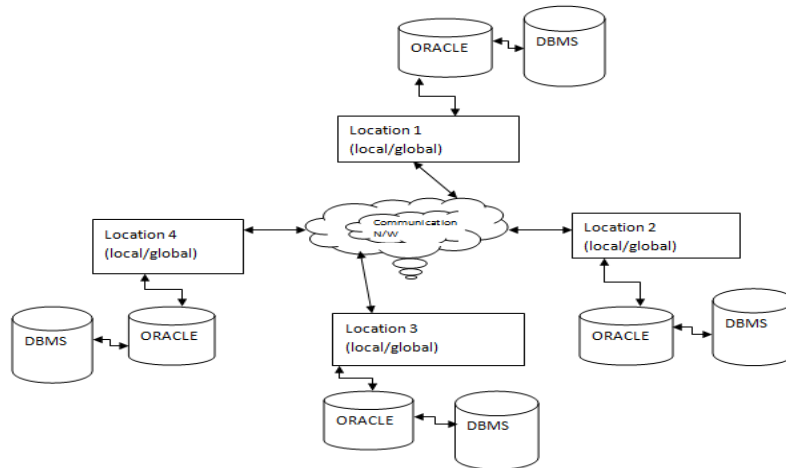 ORACLE
DBMS
Location 1
(local/global)
Communication
N/W
Location 4
(local/global)
Location 2
(local/global)
DBMS
ORACLE
Location 3
(local/global)
ORACLE
DBMS
ORACLE
DBMS